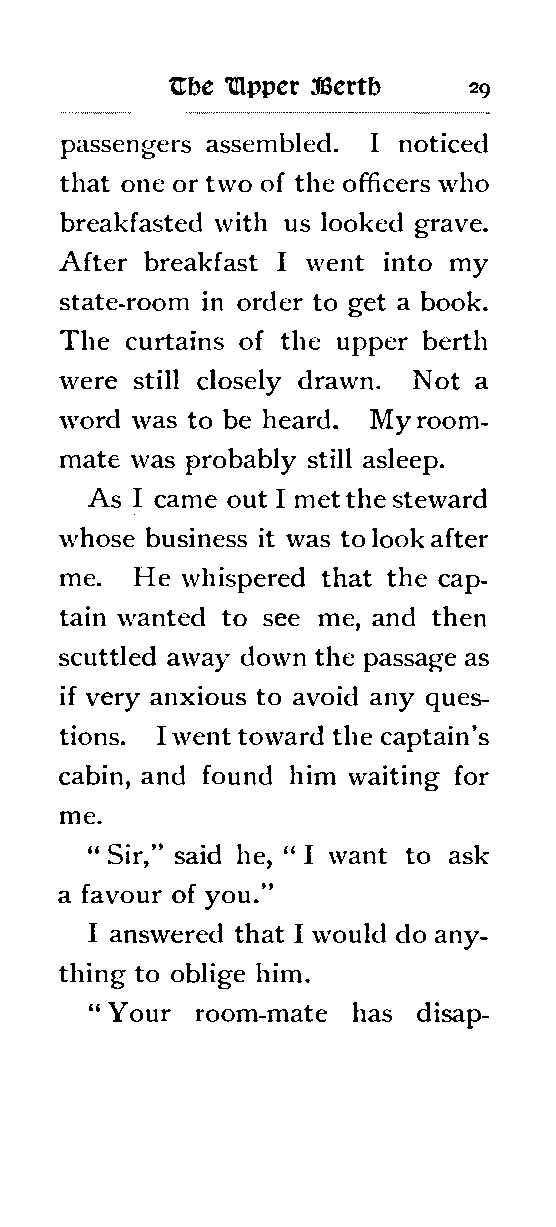 The Upper Berth 29
passengers assembled. I noticed
that one or two of the officers who
breakfasted with us looked grave.
After breakfast I went into my
state-room in order to get a book.
The curtains of the upper berth
were still closely drawn. Not a
word was to be heard. My room-
mate was probably still asleep.
As I came out I met the steward
whose business it was to look after
me. He whispered that the cap-
tain wanted to see me, and then
scuttled away down the passage as
if very anxious to avoid any ques-
tions. I went toward the captain's
cabin, and found him waiting for
me.
"Sir," said he, "I want to ask
a favour of you."
I answered that I would do any-
thing to oblige him.
"Your room-mate has disap-